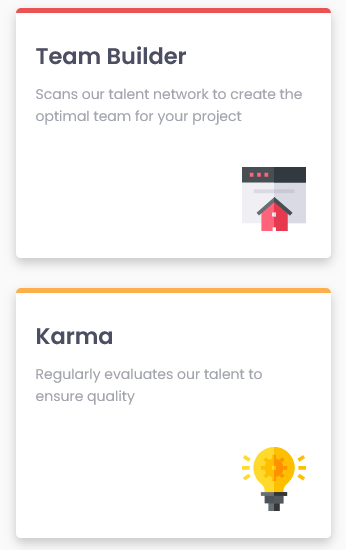 Team Builder
Scans our talent network to create the
optimal team for your project
Karma
Regularly evaluates our talent to
ensure quality